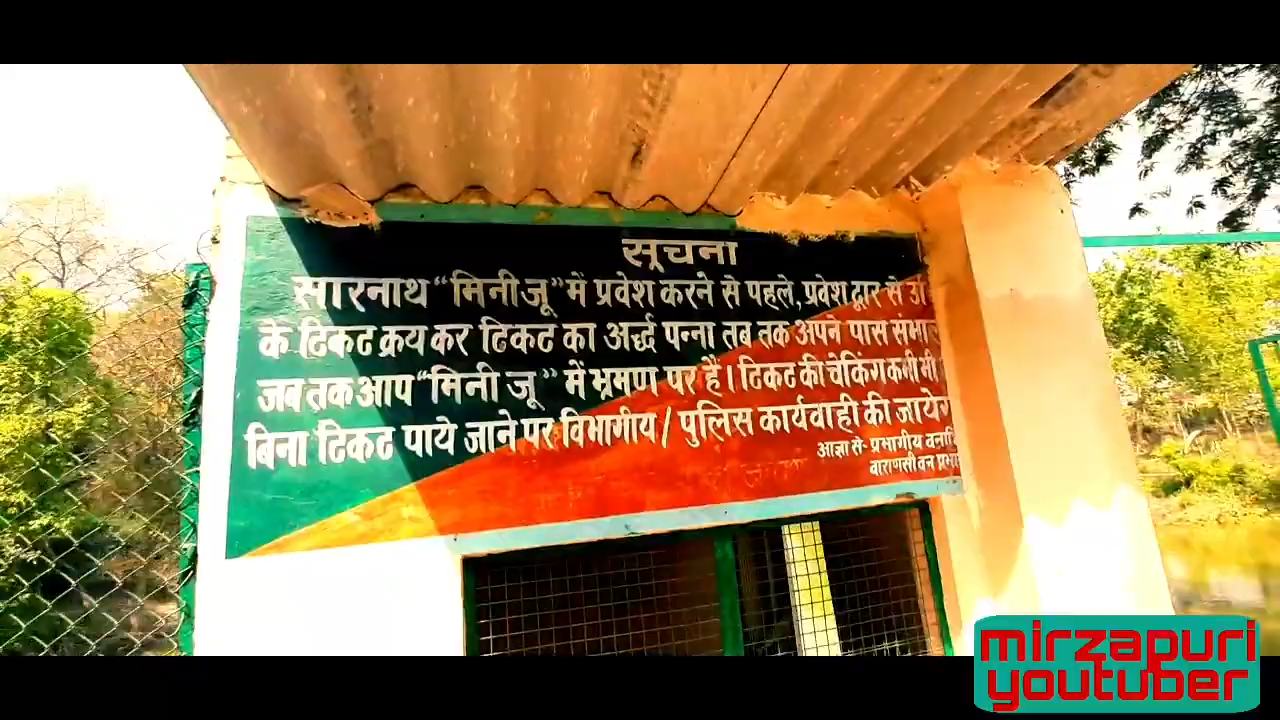 सूचना
सारनाथ “मिनी जू” में प्रवेश करने से पहले, प्रवेश द्वार से
के टिकट क्रय कर टिकट का अर्द्ध पन्ना तब तक अपने पास
जब तक आप “मिनी जू” में भ्रमण पर हैं। टिकट की चेकिंग कभी भी
बिना टिकट पाये जाने पर विभागीय / पुलिस कार्यवाही की
आज्ञा से- प्रभागीय
वाराणसी वन
mirzapuri
youtuber